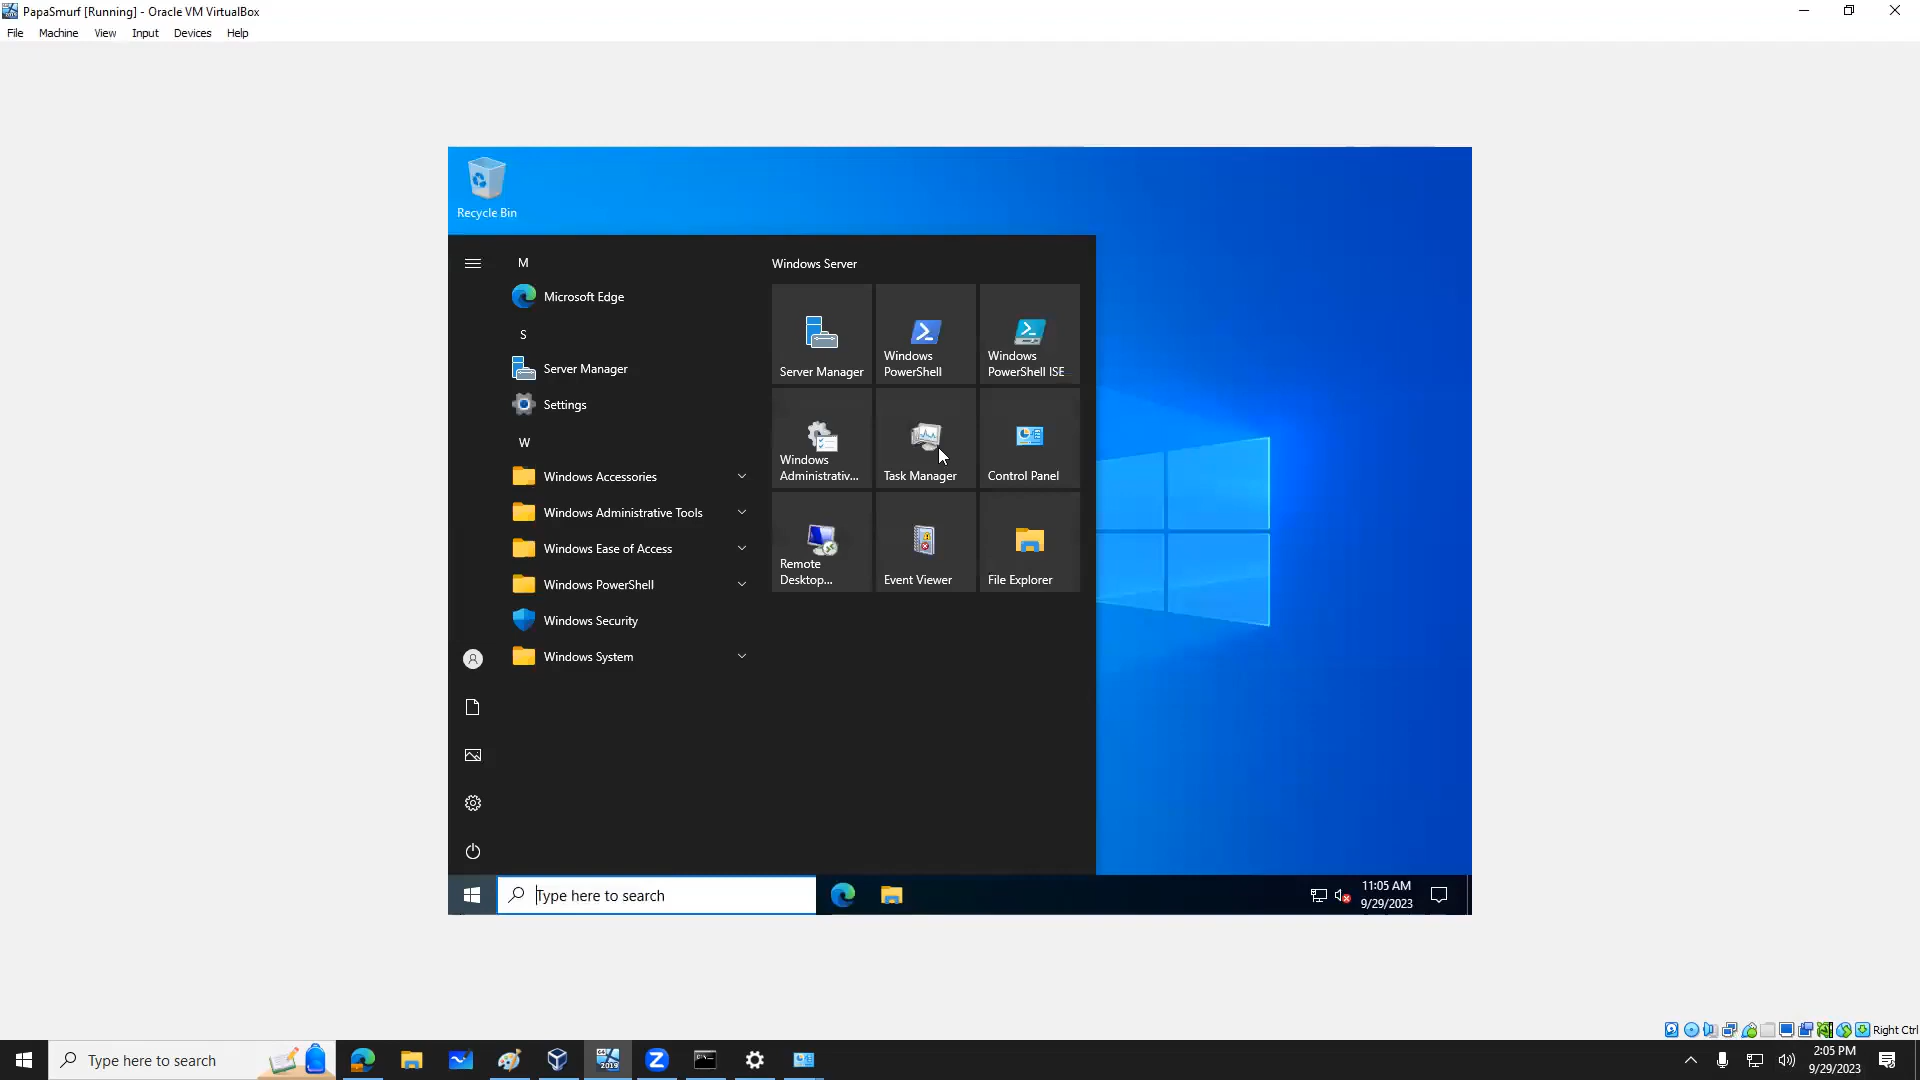 PapaSmurf [Running] - Oracle VM VirtualBox
File Machine View Input Devices Help
Recycle Bin
M
Microsoft Edge
S
Server Manager
Settings
W
Windows Accessories
Windows Administrative Tools
Windows Ease of Access
Windows PowerShell
Windows Security
Windows System
Windows Server
Server Manager
Windows
PowerShell
Windows
PowerShell ISE
Windows
Administrativ...
Task Manager
Control Panel
Remote
Desktop...
Event Viewer
File Explorer
Type here to search
11:05 AM
9/29/2023
Right Ctrl
Type here to search
2019
2:05 PM
9/29/2023